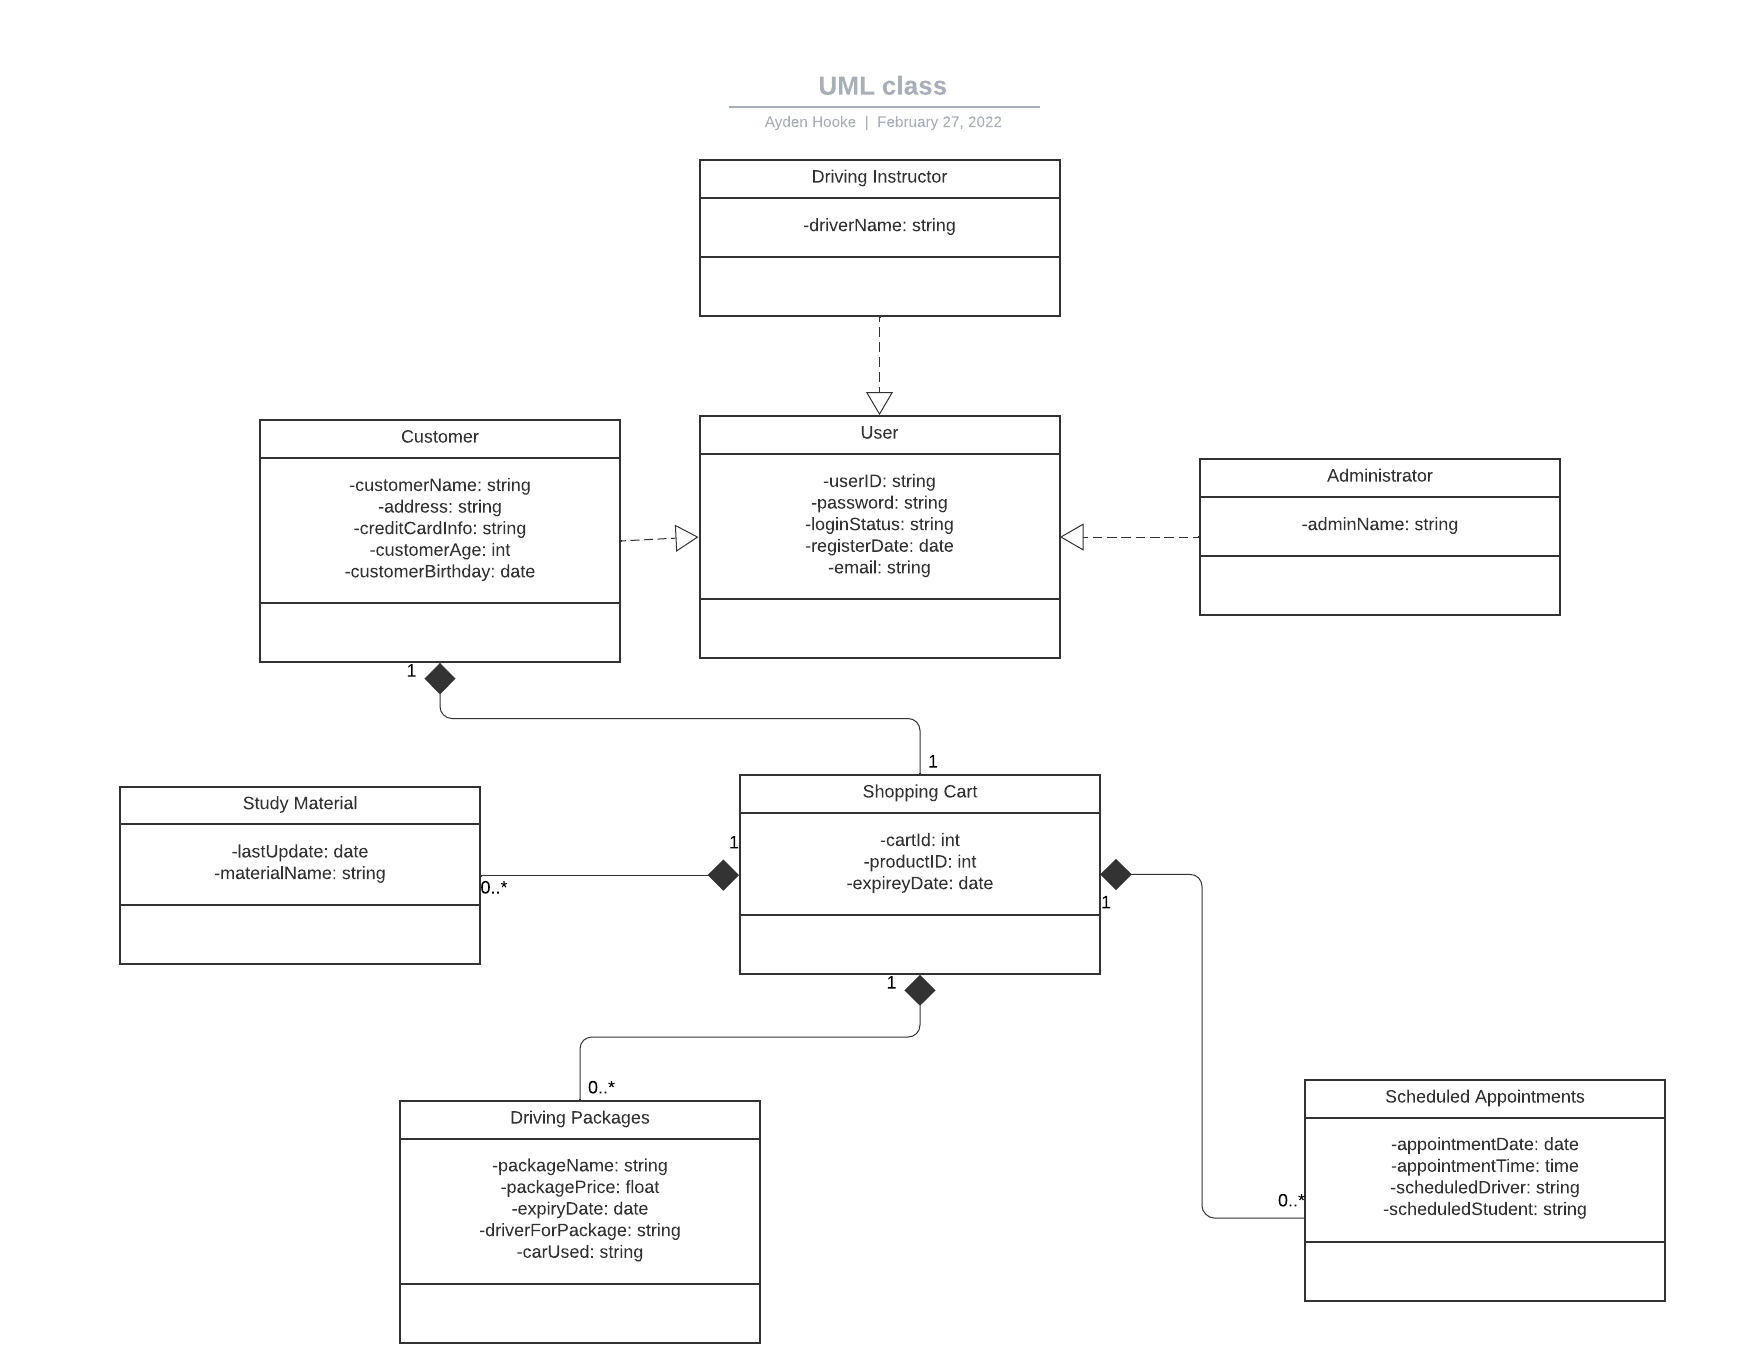 UML class
Ayden Hooke | February 27, 2022
Driving Instructor
-driverName: string
Customer
-customerName: string
-address: string
-creditCardInfo: string
-customerAge: int
-customerBirthday: date
User
-userID: string
-password: string
-loginStatus: string
-registerDate: date
-email: string
Administrator
-adminName: string
1
1
Study Material
-lastUpdate: date
-materialName: string
0..*
1
Shopping Cart
-cartId: int
-productID: int
-expireyDate: date
1
1
0..*
Driving Packages
-packageName: string
-packagePrice: float
-expiryDate: date
-driverForPackage: string
-carUsed: string
0..*
Scheduled Appointments
-appointmentDate: date
-appointmentTime: time
-scheduledDriver: string
-scheduledStudent: string